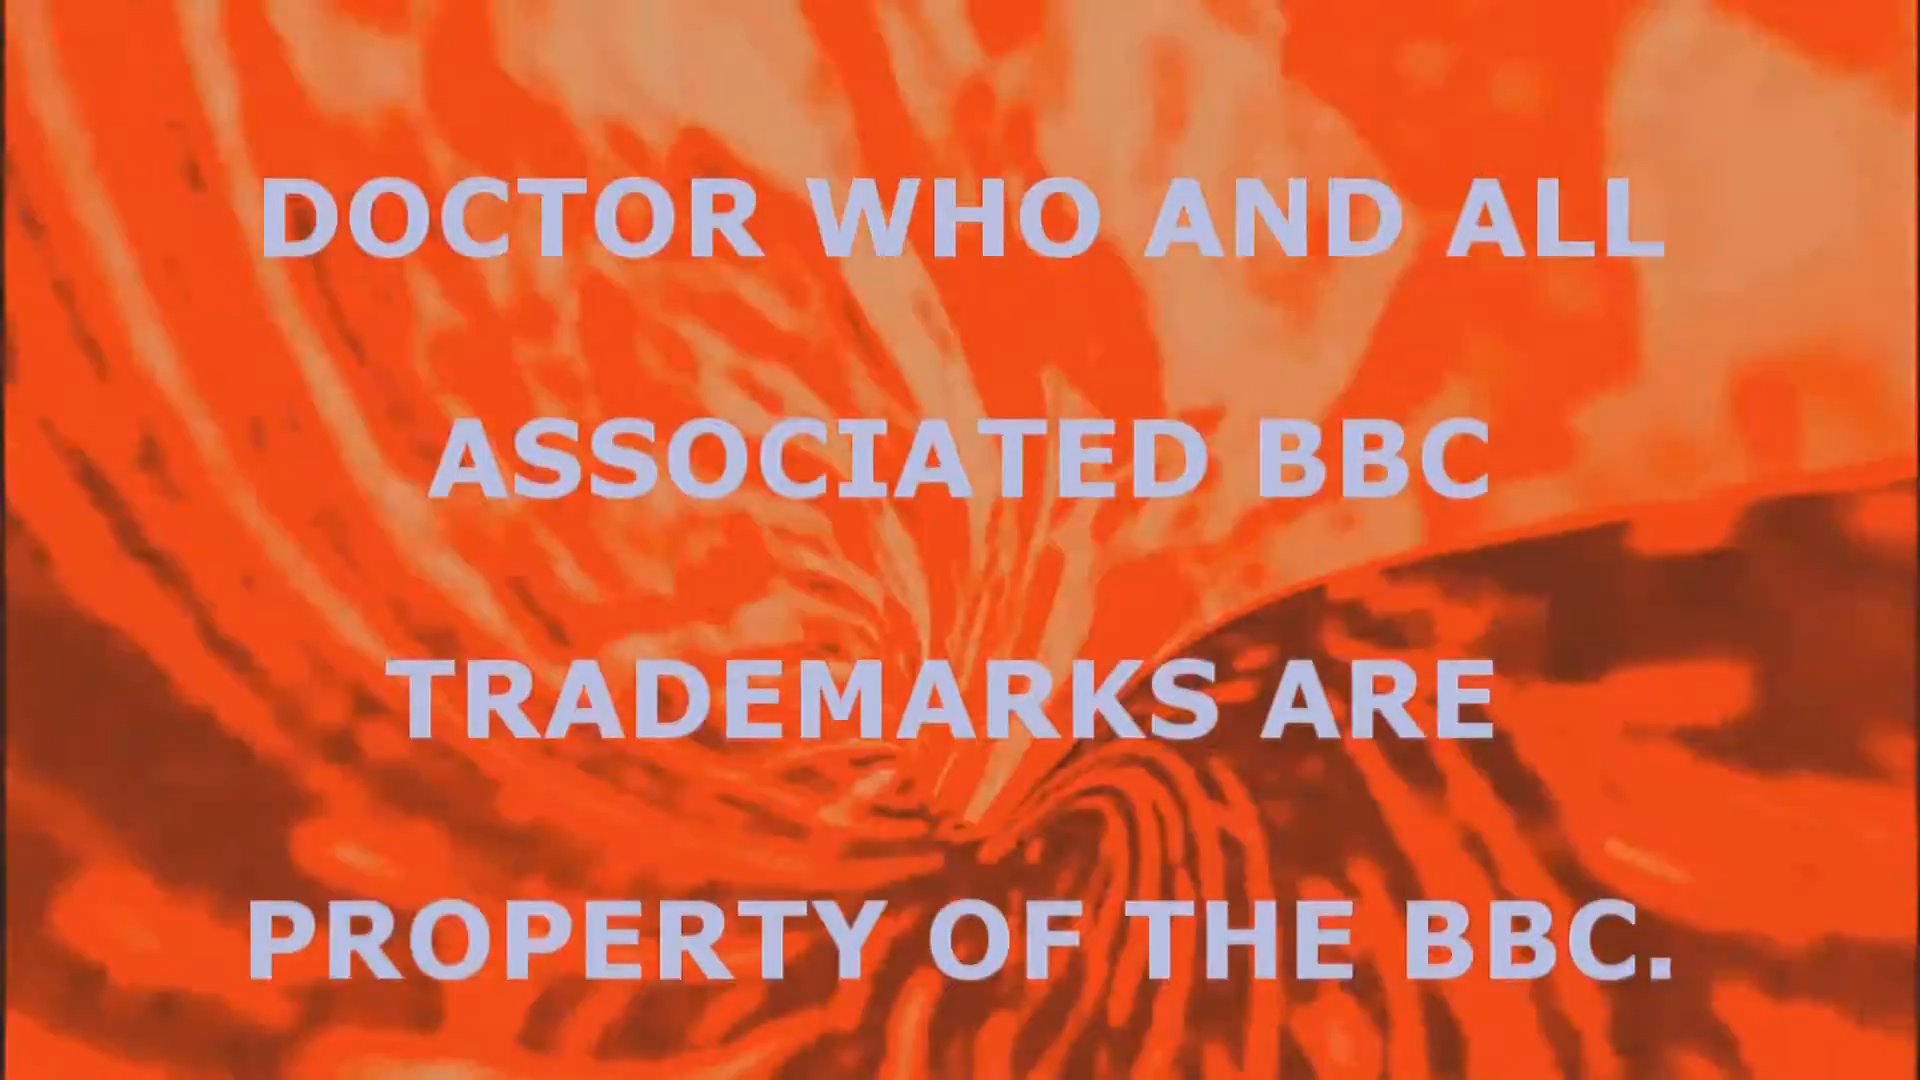 DOCTOR WHO AND ALL
ASSOCIATED BBC
TRADEMARKS ARE
PROPERTY OF THE BBC.